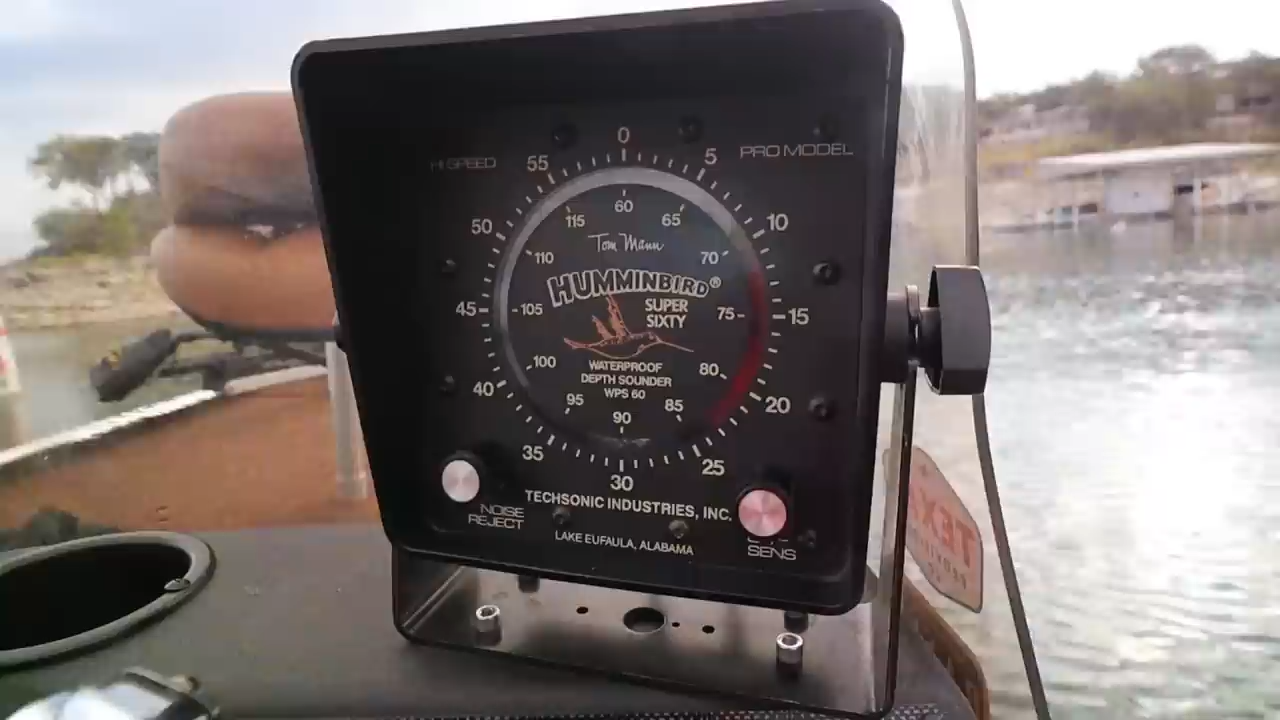 HI SPEED
PRO MODEL
0
5
10
15
20
25
30
35
40
45
50
55
60
65
70
75
80
85
90
95
100
105
110
115
Tom Mann
HUMMINBIRD®
SUPER
SIXTY
WATERPROOF
DEPTH SOUNDER
WPS 60
TECHSONIC INDUSTRIES, INC.
LAKE EUFAULA, ALABAMA
NOISE
REJECT
SENS